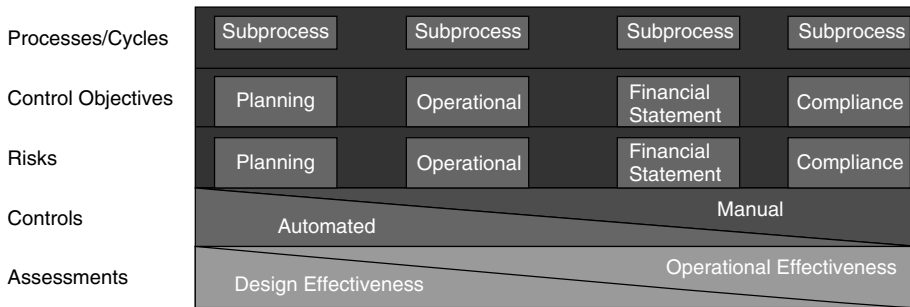 Processes/Cycles
Subprocess Subprocess Subprocess Subprocess
Control Objectives
Planning Operational Financial Statement Compliance
Risks
Planning Operational Financial Statement Compliance
Controls
Automated Manual
Assessments
Design Effectiveness Operational Effectiveness